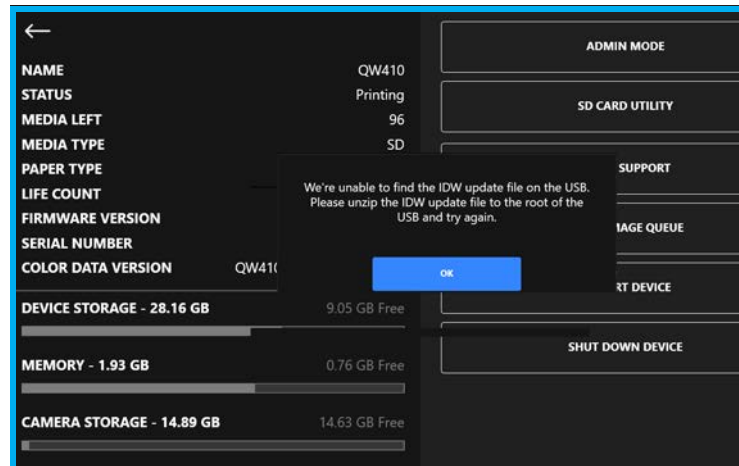 NAME QW410
STATUS Printing
MEDIA LEFT 96
MEDIA TYPE SD
PAPER TYPE
LIFE COUNT
FIRMWARE VERSION
SERIAL NUMBER
COLOR DATA VERSION QW41
DEVICE STORAGE - 28.16 GB 9.05 GB Free
MEMORY - 1.93 GB 0.76 GB Free
CAMERA STORAGE - 14.89 GB 14.63 GB Free
We're unable to find the IDW update file on the USB.
Please unzip the IDW update file to the root of the
USB and try again.
OK
ADMIN MODE
SD CARD UTILITY
SUPPORT
QUEUE
DEVICE
SHUT DOWN DEVICE